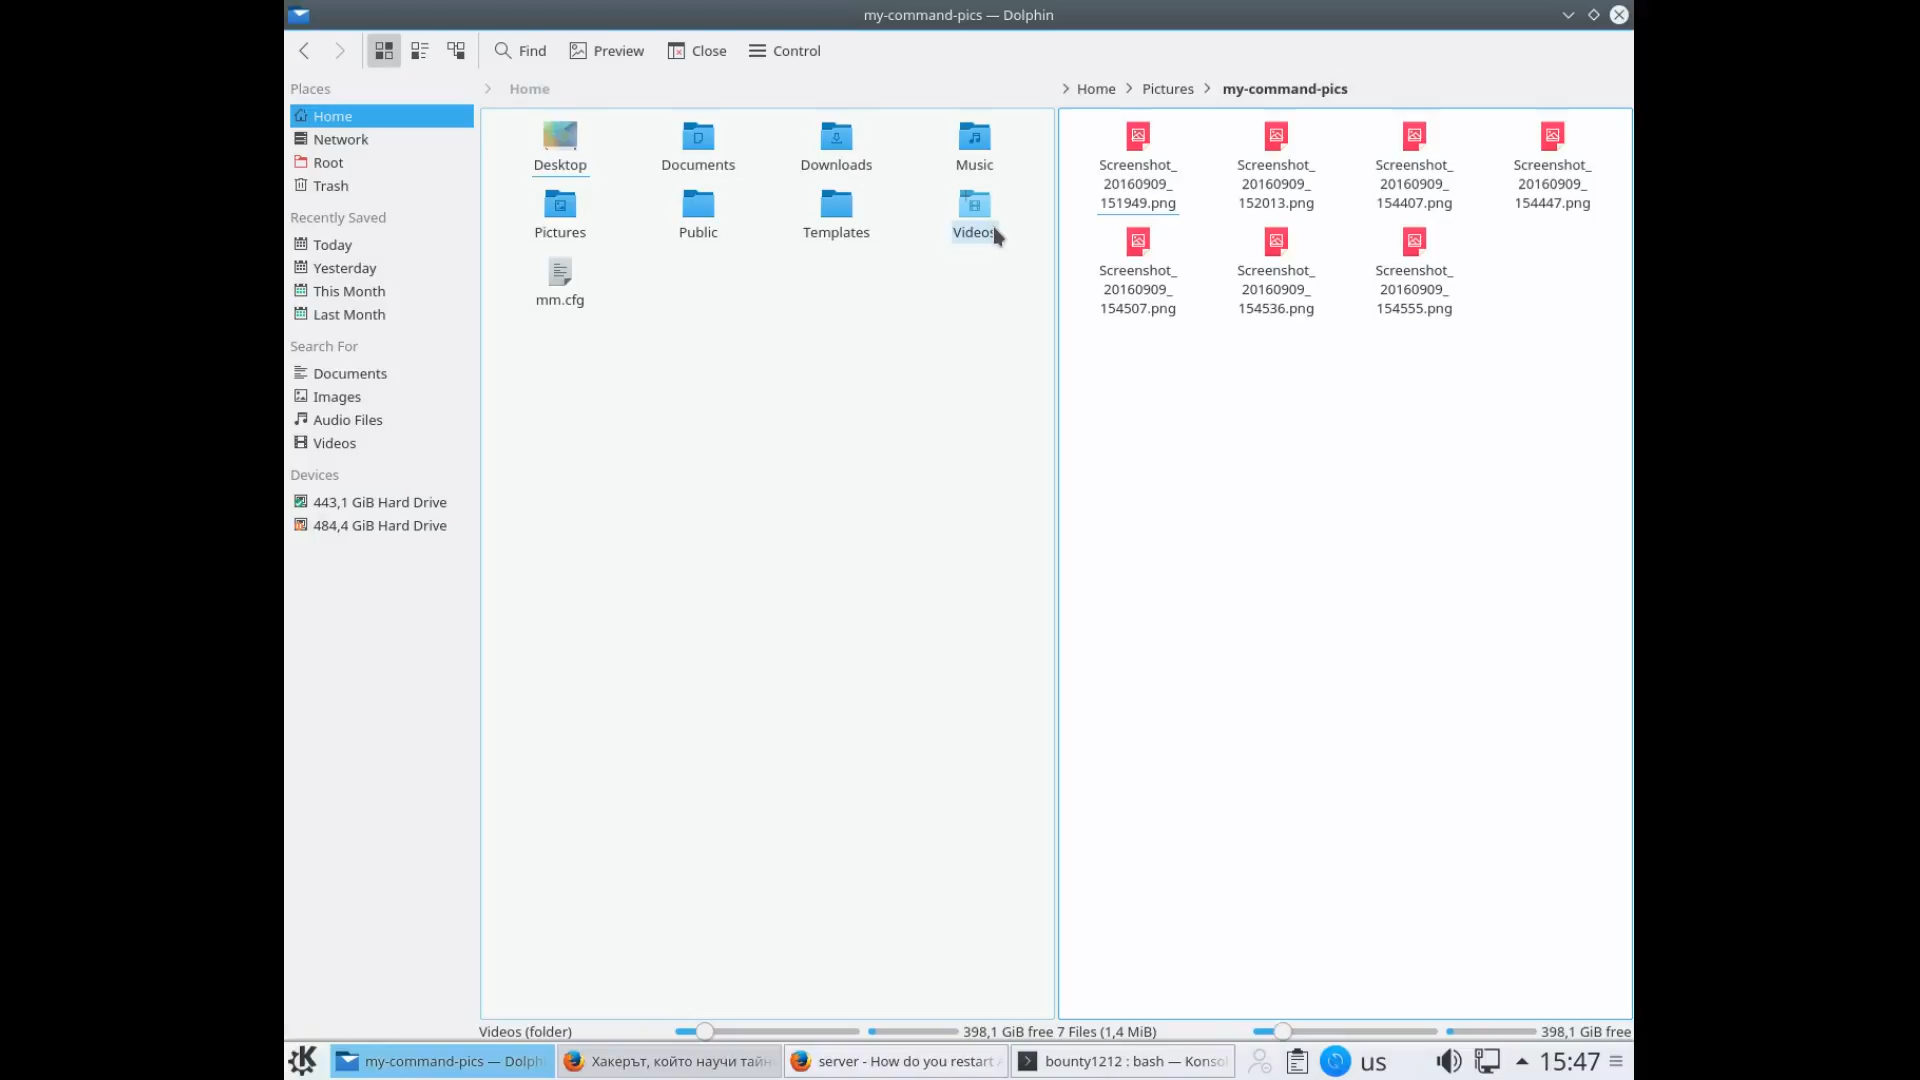 my-command-pics — Dolphin
Find Preview Close Control
Places
Home
Network
Root
Trash
Recently Saved
Today
Yesterday
This Month
Last Month
Search For
Documents
Images
Audio Files
Videos
Devices
443,1 GiB Hard Drive
484,4 GiB Hard Drive
Home
Desktop Documents Downloads Music
Pictures Public Templates Videos
mm.cfg
Home Pictures my-command-pics
Screenshot_ Screenshot_ Screenshot_ Screenshot_
20160909_ 20160909_ 20160909_ 20160909_
151949.png 152013.png 154407.png 154447.png
Screenshot_ Screenshot_ Screenshot_
20160909_ 20160909_ 20160909_
154507.png 154536.png 154555.png
Videos (folder) 398,1 GiB free 7 Files (1,4 MiB) 398,1 GiB free
my-command-pics — Dolph Хакерът, който научи тайн server - How do you restart bounty1212 : bash — Konso us 15:47